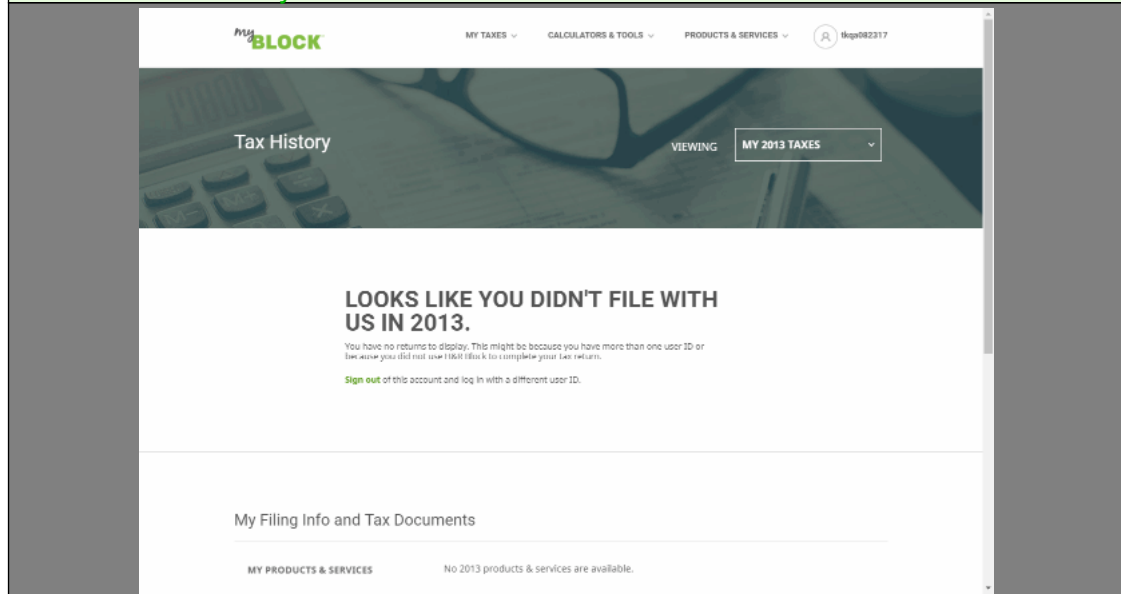 my BLOCK
MY TAXES
CALCULATORS & TOOLS
PRODUCTS & SERVICES
tkqa082317
Tax History
VIEWING
MY 2013 TAXES
LOOKS LIKE YOU DIDN'T FILE WITH
US IN 2013.
You have no returns to display. This might be because you have more than one user ID or
because you did not use H&R Block to complete your tax return.
Sign out of this account and log in with a different user ID.
My Filing Info and Tax Documents
MY PRODUCTS & SERVICES
No 2013 products & services are available.